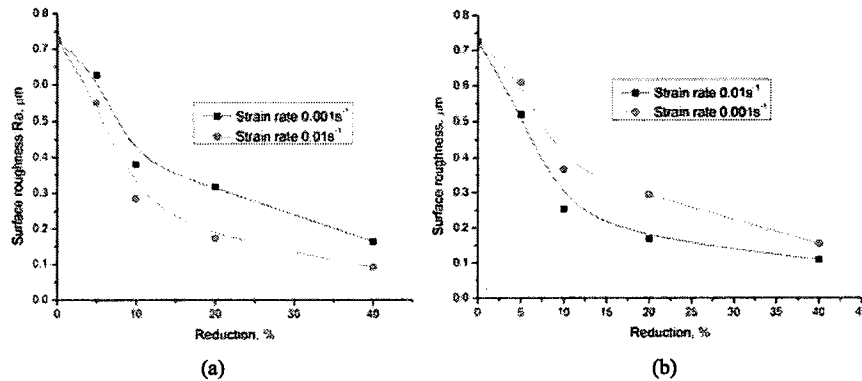 0.8
0.7
0.6
0.5
0.4
0.3
0.2
0.1
0.0
Surface roughness Ra, μm
Strain rate 0.001s⁻¹
Strain rate 0.01s⁻¹
0 5 10 15 20 25 30 35 40
Reduction, %
(a)
0.8
0.7
0.6
0.5
0.4
0.3
0.2
0.1
0.0
Surface roughness, μm
Strain rate 0.01s⁻¹
Strain rate 0.001s⁻¹
0 5 10 15 20 25 30 35 40
Reduction, %
(b)